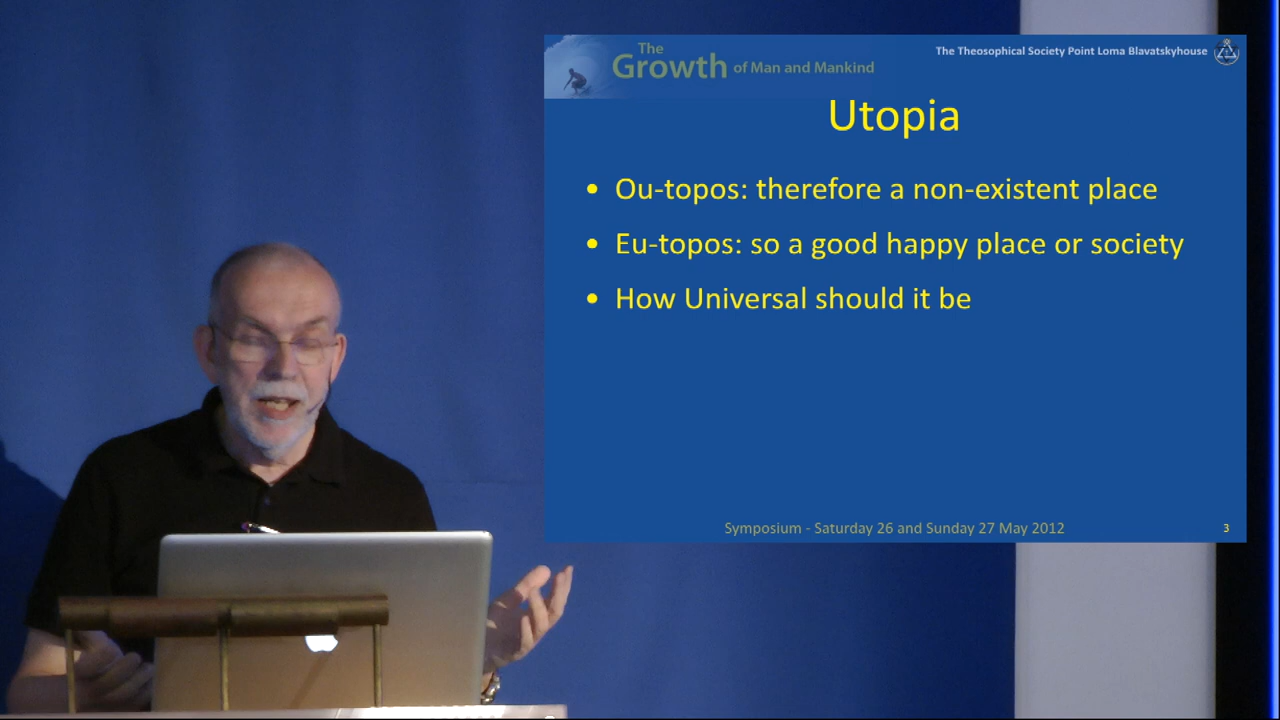 The
Growth of Man and Mankind
The Theosophical Society Point Loma Blavatskyhouse
Utopia
• Ou-topos: therefore a non-existent place
• Eu-topos: so a good happy place or society
• How Universal should it be
Symposium - Saturday 26 and Sunday 27 May 2012
3